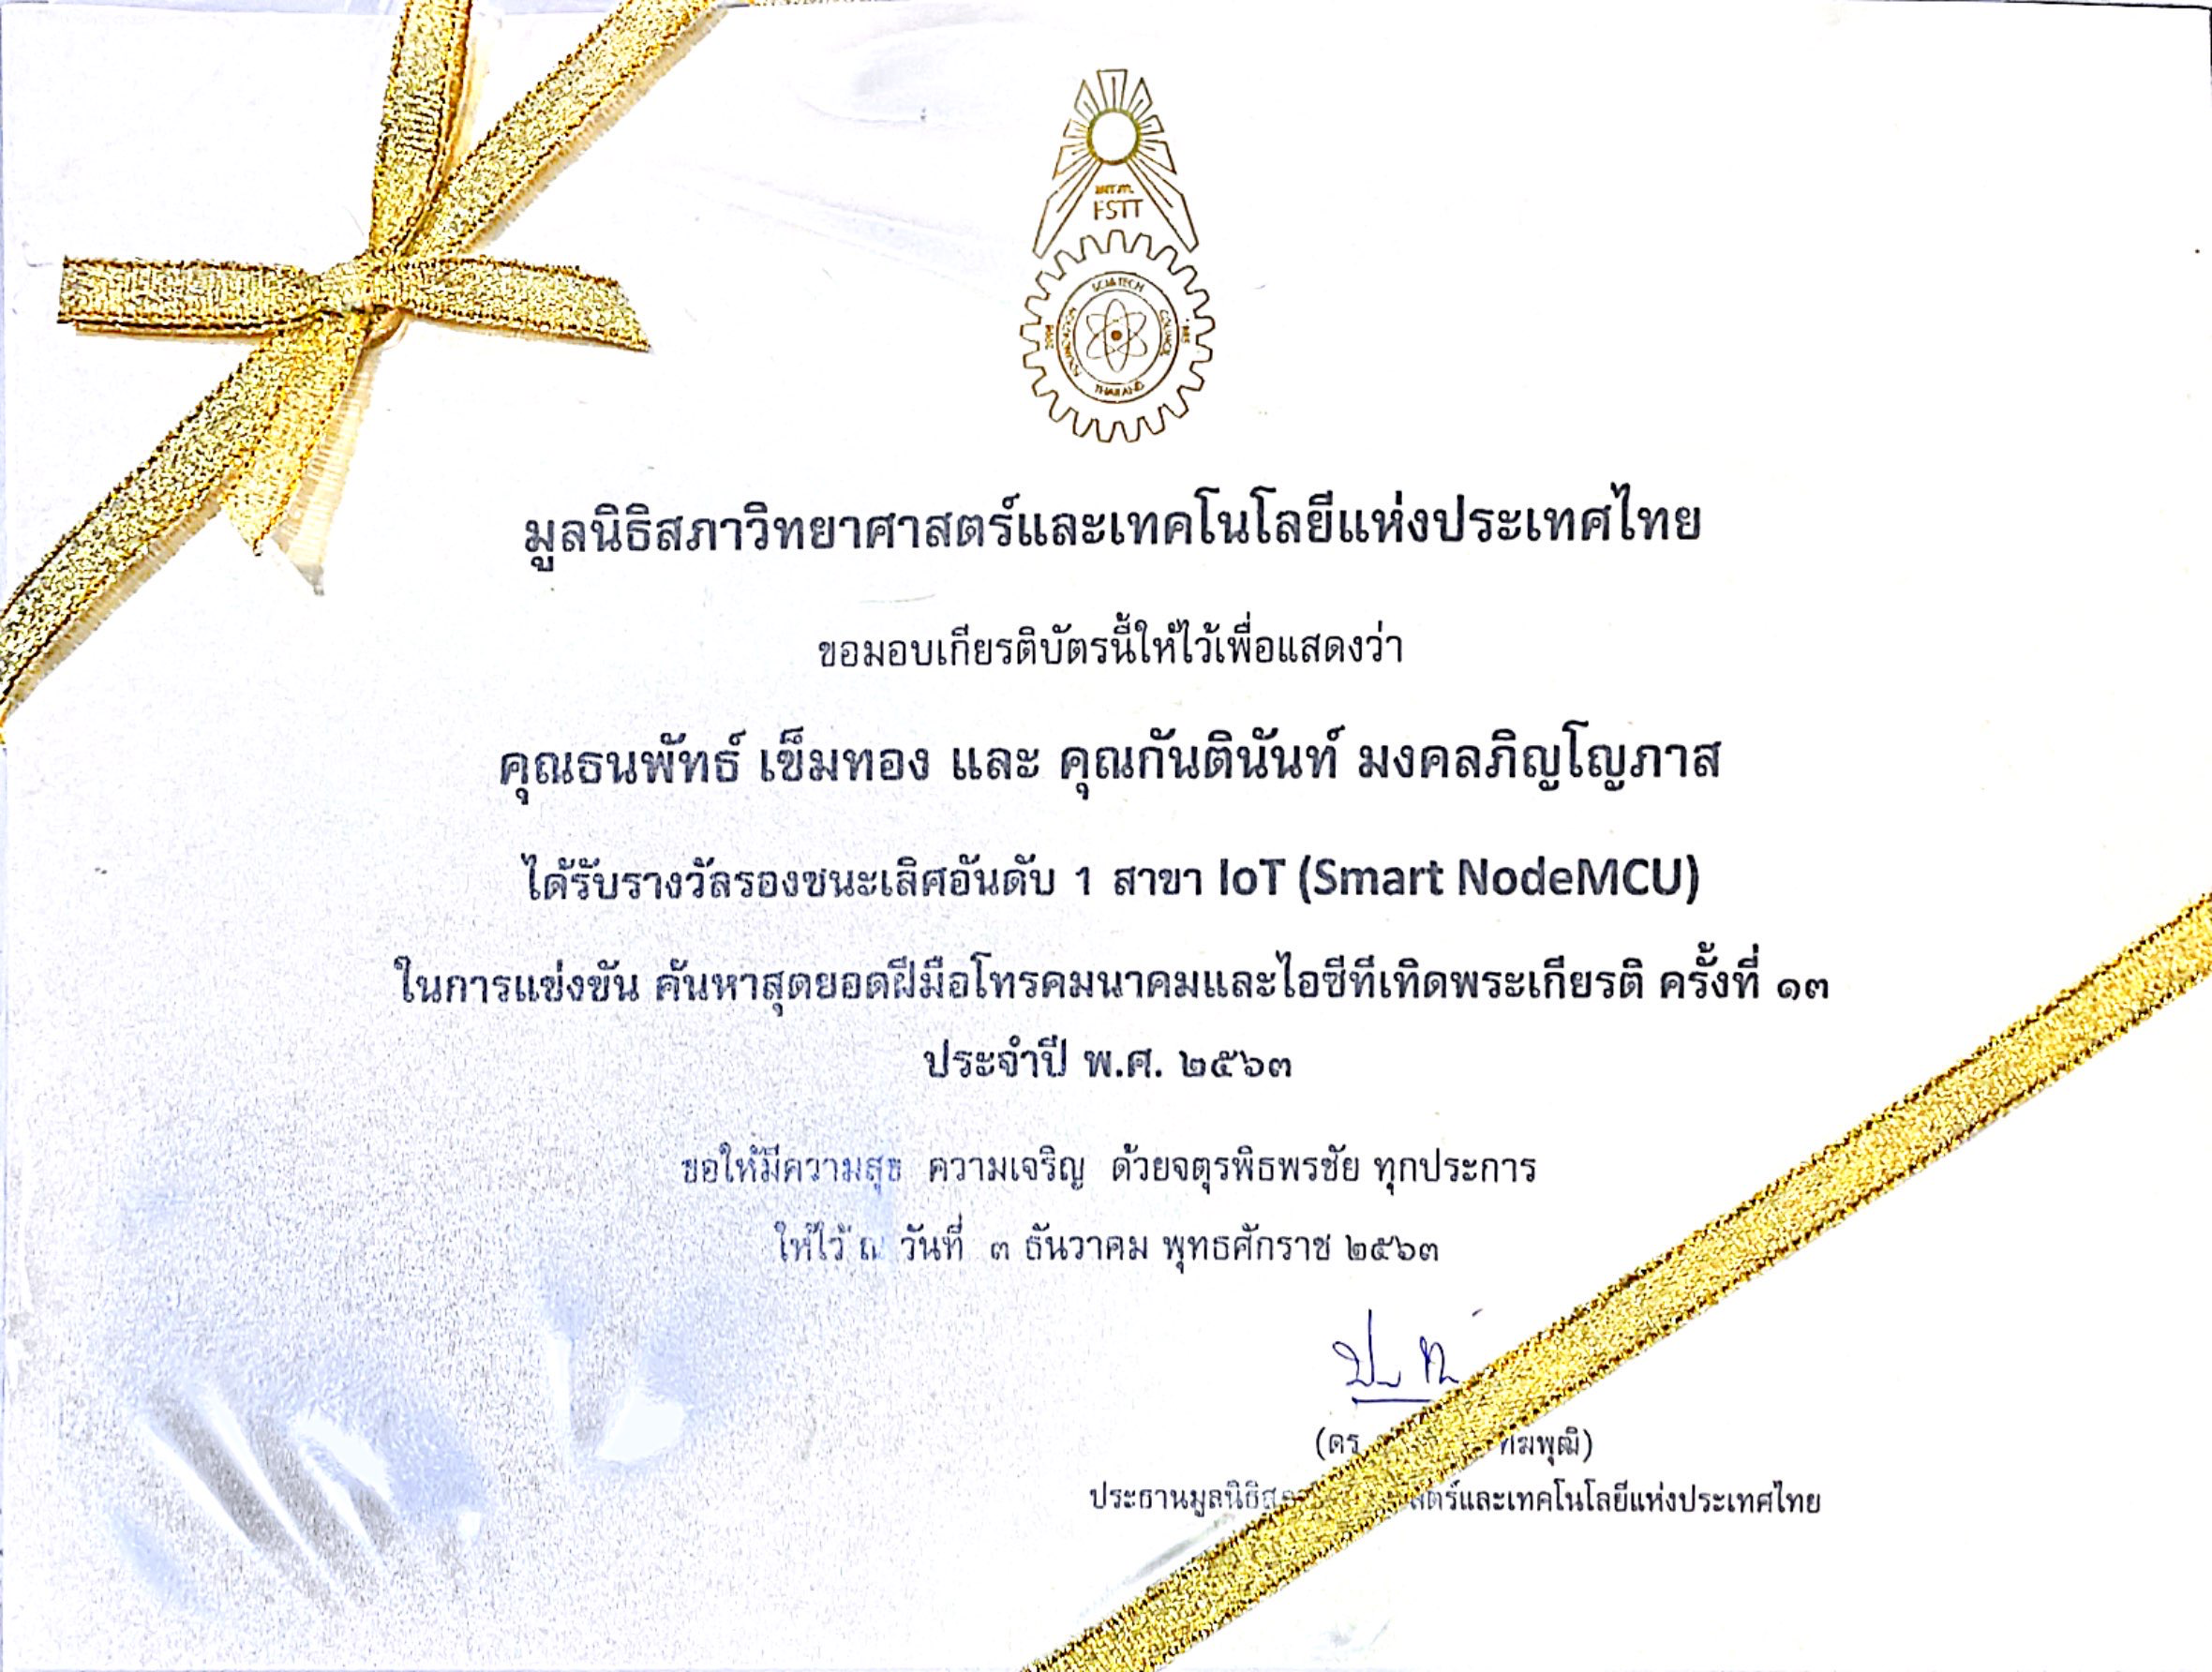 มทท.
FSTT
SCI & TECH
COUNCIL
THAILAND
มูลนิธิสภาวิทยาศาสตร์และเทคโนโลยีแห่งประเทศไทย
ขอมอบเกียรติบัตรนี้ให้ไว้เพื่อแสดงว่า
คุณธนพัทธ์ เข็มทอง และ คุณกันตินันท์ มงคลภิญโญภาส
ได้รับรางวัลรองชนะเลิศอันดับ 1 สาขา IoT (Smart NodeMCU)
ในการแข่งขัน ค้นหาสุดยอดฝีมือโทรคมนาคมและไอซีทีเทิดพระเกียรติ ครั้งที่ ๑๓
ประจำปี พ.ศ. ๒๕๖๓
ขอให้มีความสุข ความเจริญ ด้วยจตุรพิธพรชัย ทุกประการ
ให้ไว้ ณ วันที่ ๓ ธันวาคม พุทธศักราช ๒๕๖๓
(ดร
ประธานมูลนิธิส ตร์และเทคโนโลยีแห่งประเทศไทย